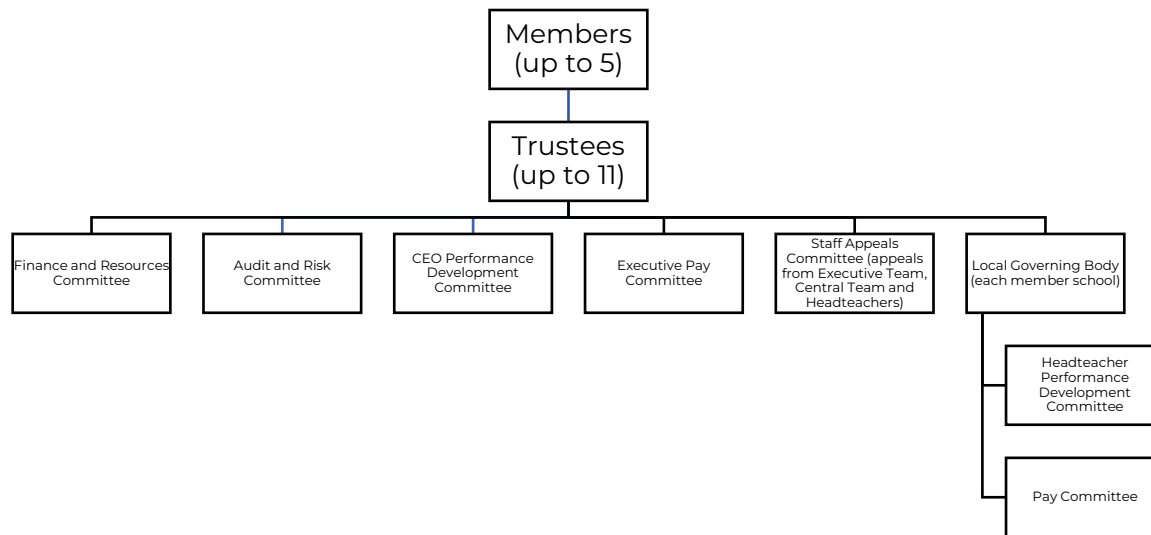 Members
(up to 5)
Trustees
(up to 11)
Finance and Resources
Committee
Audit and Risk
Committee
CEO Performance
Development
Committee
Executive Pay
Committee
Staff Appeals
Committee (appeals
from Executive Team,
Central Team and
Headteachers)
Local Governing Body
(each member school)
Headteacher
Performance
Development
Committee
Pay Committee